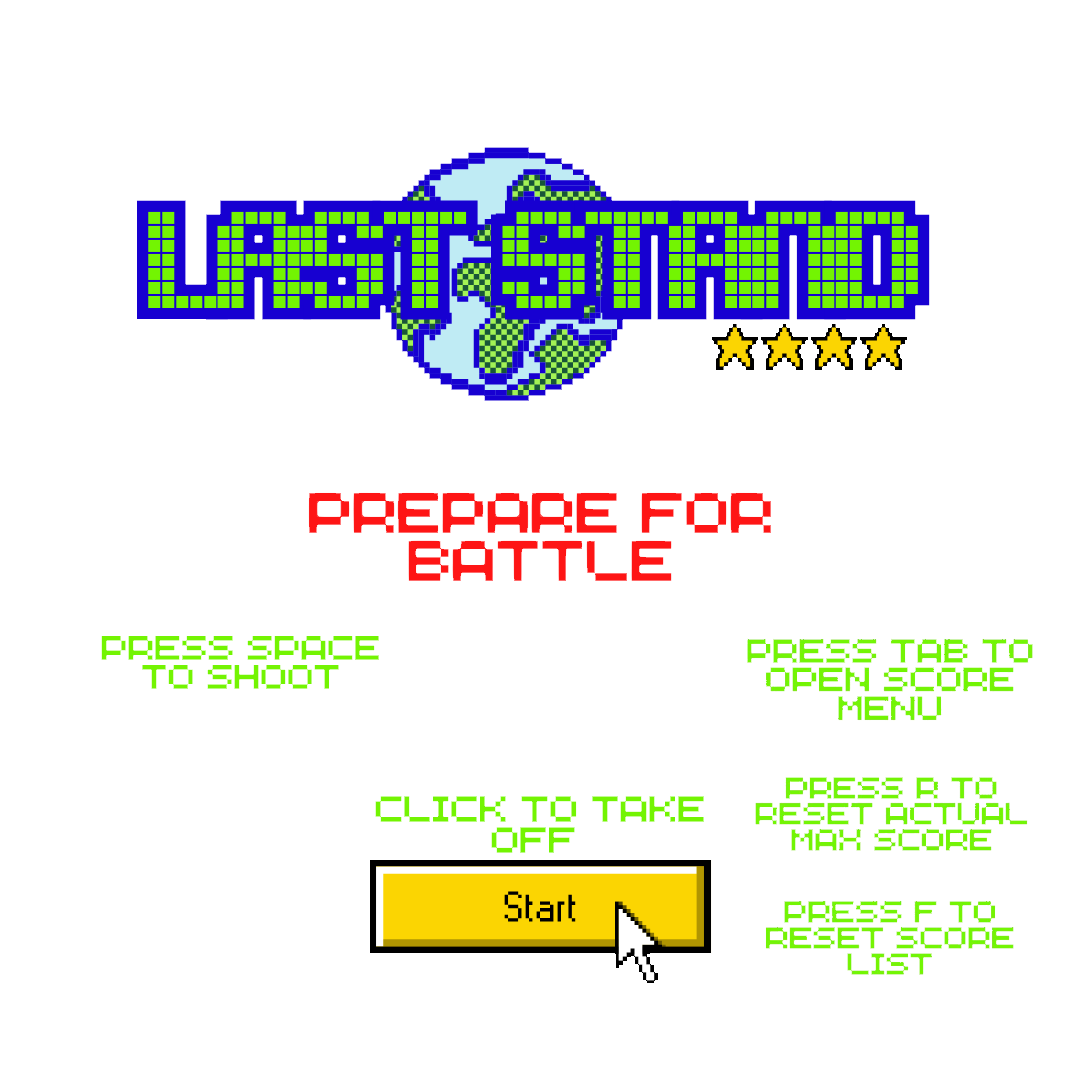 LAST STAND
PREPARE FOR
BATTLE
PRESS SPACE
TO SHOOT
PRESS TAB TO
OPEN SCORE
MENU
PRESS R TO
RESET ACTUAL
MAX SCORE
CLICK TO TAKE
OFF
Start
PRESS F TO
RESET SCORE
LIST